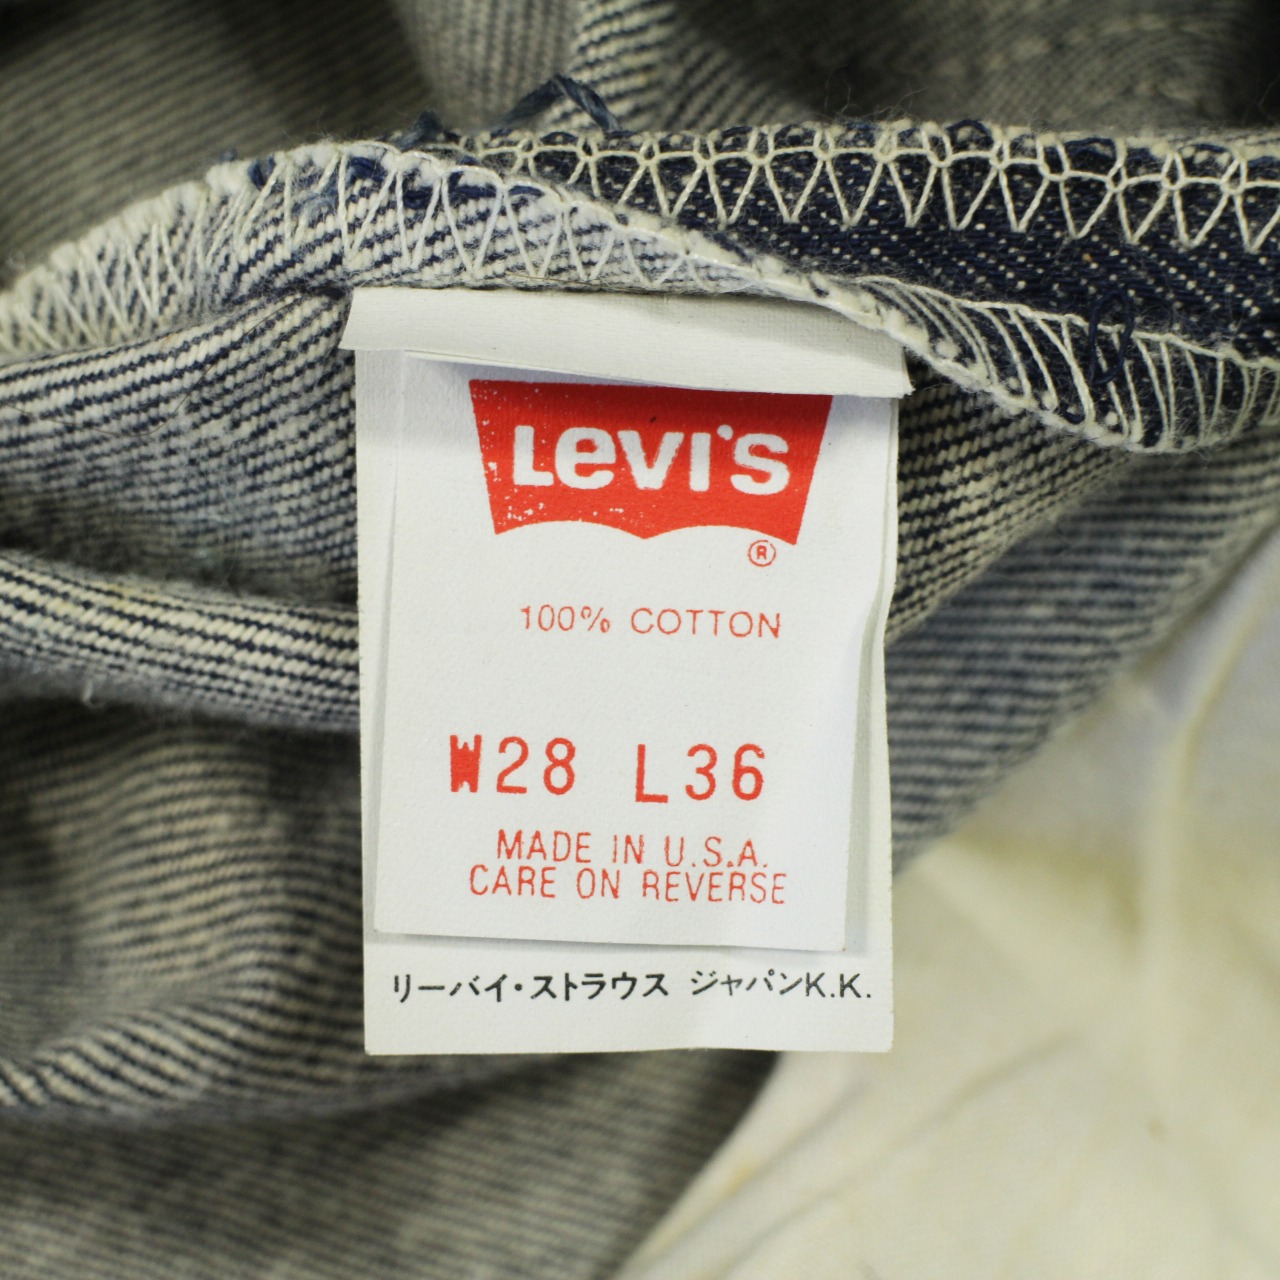 Levi's
®
100% COTTON
W28 L36
MADE IN U.S.A.
CARE ON REVERSE
リーバイ・ストラウス ジャパンK.K.